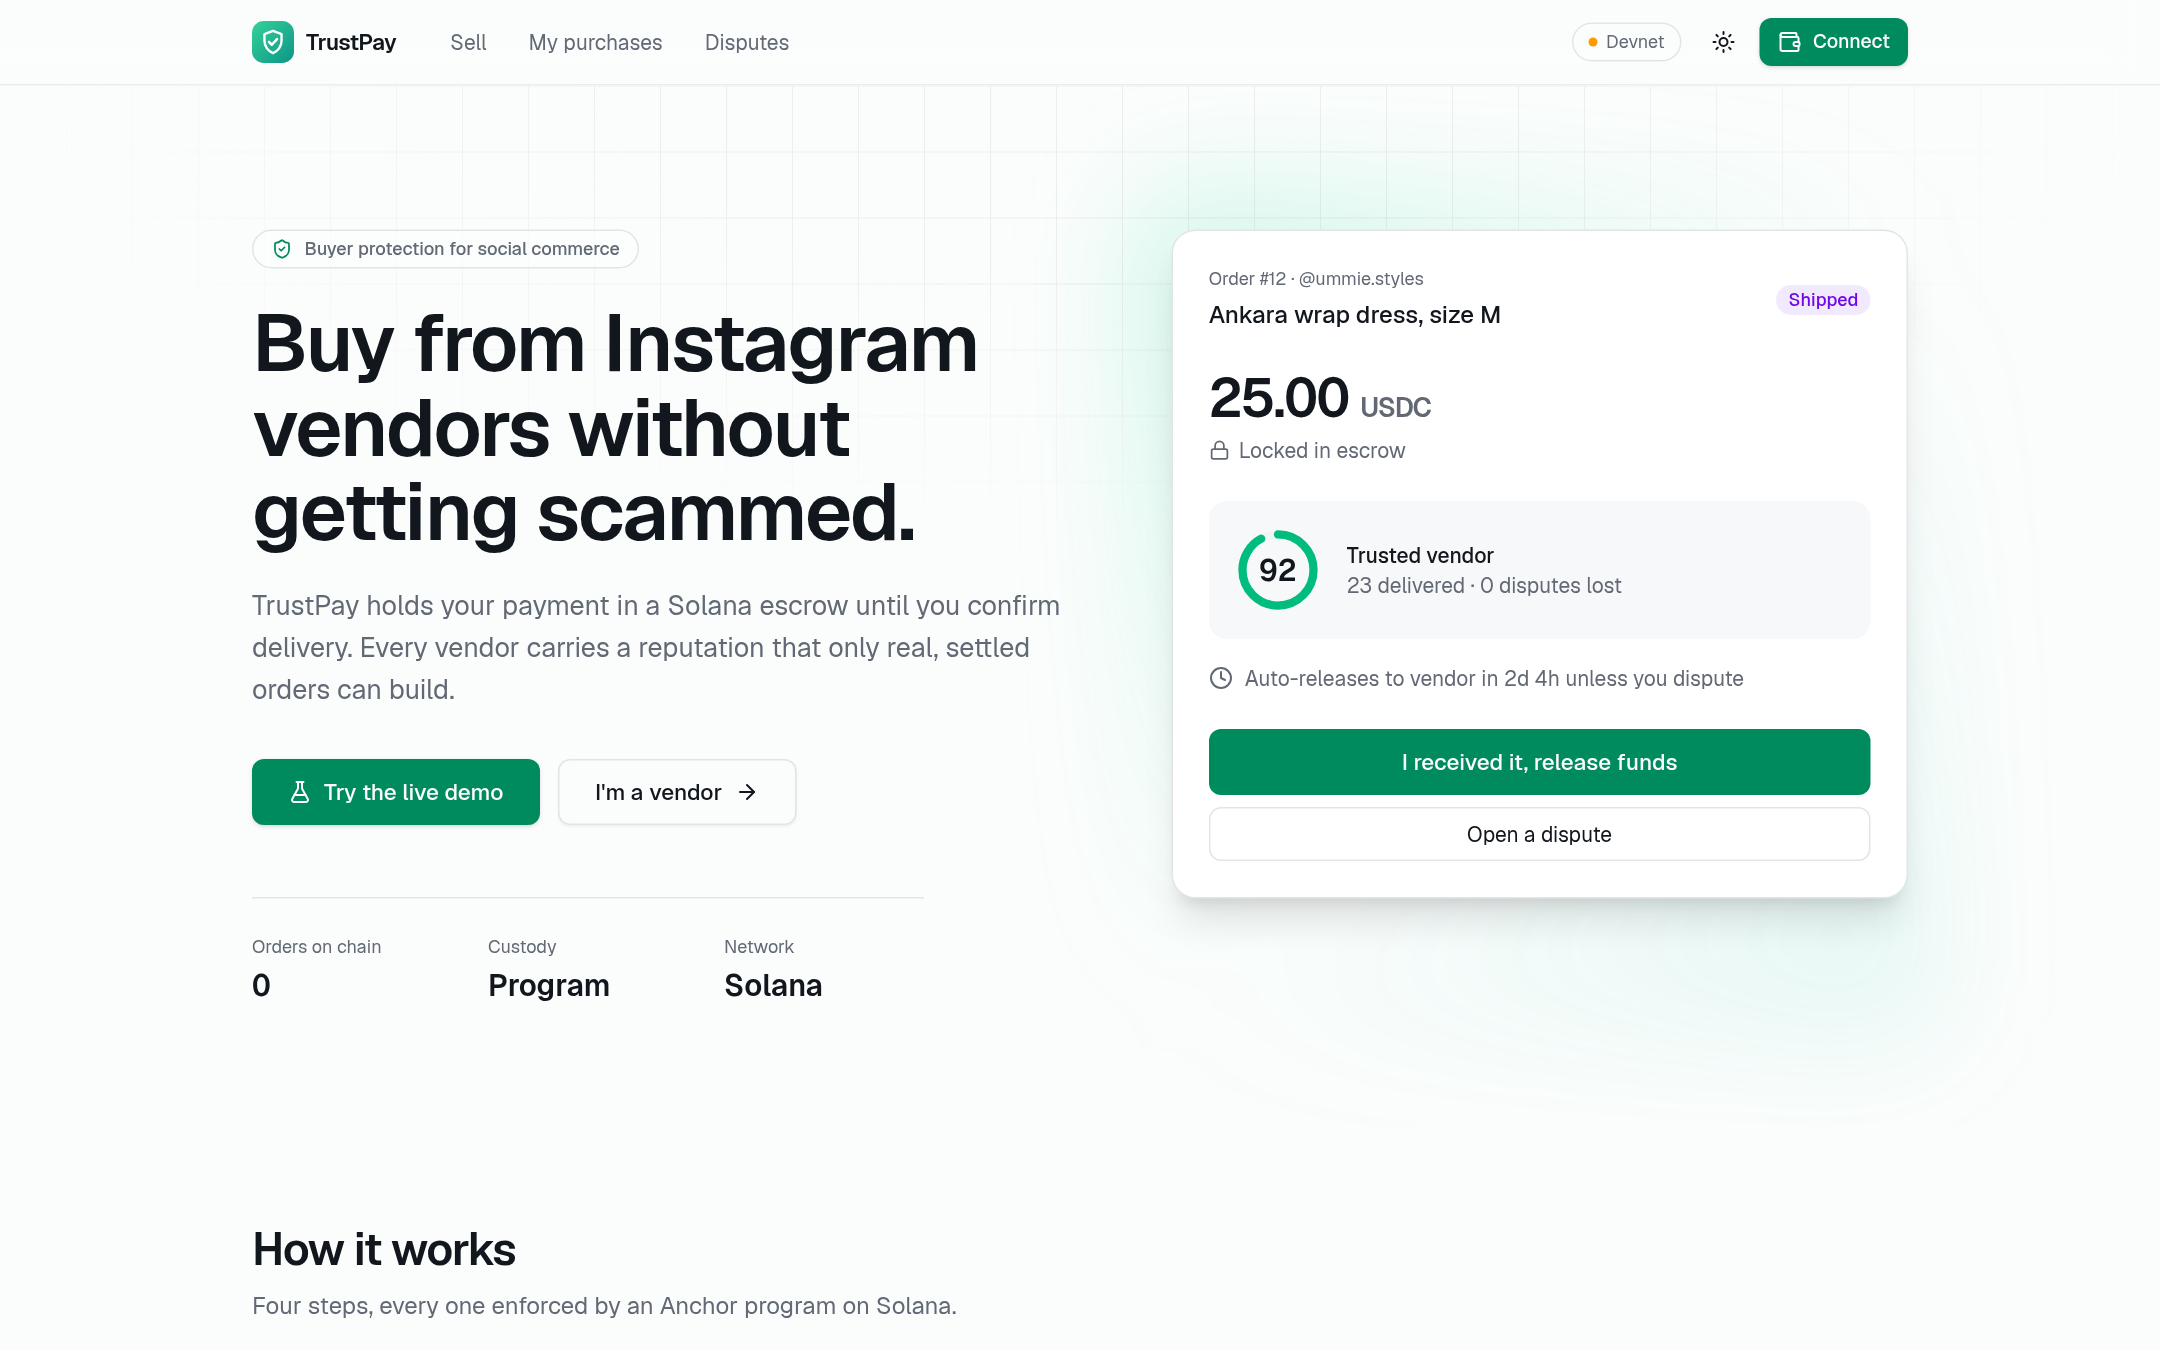 TrustPay
Sell
My purchases
Disputes
Devnet
Connect
Buyer protection for social commerce
Buy from Instagram
vendors without
getting scammed.
TrustPay holds your payment in a Solana escrow until you confirm
delivery. Every vendor carries a reputation that only real, settled
orders can build.
Try the live demo
I'm a vendor
Orders on chain
0
Custody
Program
Network
Solana
Order #12 · @ummie.styles
Ankara wrap dress, size M
Shipped
25.00 USDC
Locked in escrow
92
Trusted vendor
23 delivered · 0 disputes lost
Auto-releases to vendor in 2d 4h unless you dispute
I received it, release funds
Open a dispute
How it works
Four steps, every one enforced by an Anchor program on Solana.